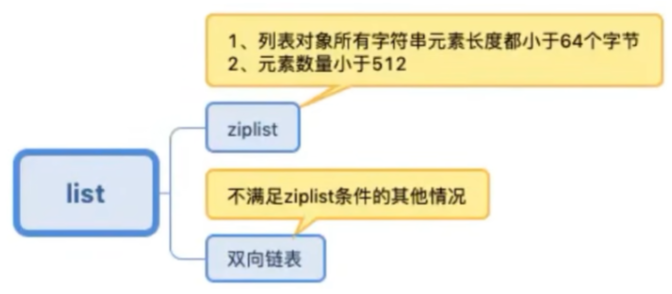 1、列表对象所有字符串元素长度都小于64个字节
2、元素数量小于512
ziplist
list
不满足ziplist条件的其他情况
双向链表